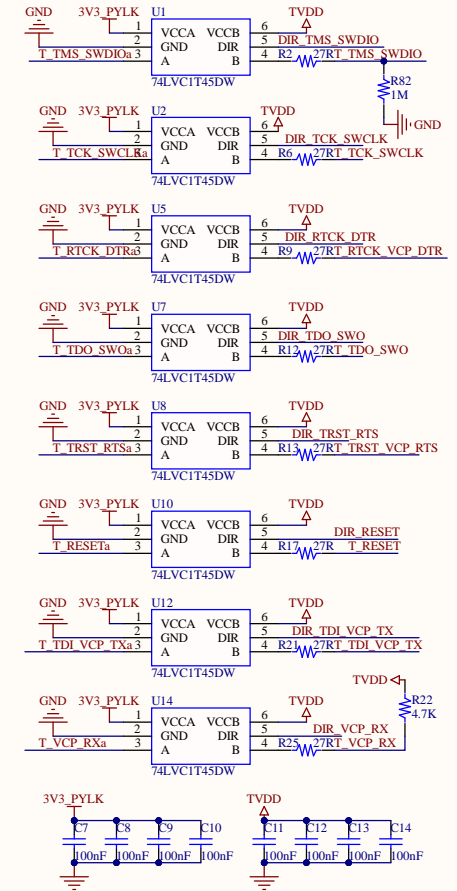 GND 3V3_PYLK U1 TVDD
1 VCCA VCCB 6
2 GND DIR 5 DIR_TMS_SWDIO
T_TMS_SWDIOa 3 A B 4 R2 27R T_TMS_SWDIO
74LVC1T45DW
R82
1M
GND
GND 3V3_PYLK U2 TVDD
1 VCCA VCCB 6
2 GND DIR 5 DIR_TCK_SWCLK
T_TCK_SWCLKa 3 A B 4 R6 27R T_TCK_SWCLK
74LVC1T45DW
GND 3V3_PYLK U5 TVDD
1 VCCA VCCB 6
2 GND DIR 5 DIR_RTCK_DTR
T_RTCK_DTRa 3 A B 4 R9 27R T_RTCK_VCP_DTR
74LVC1T45DW
GND 3V3_PYLK U7 TVDD
1 VCCA VCCB 6
2 GND DIR 5 DIR_TDO_SWO
T_TDO_SWOa 3 A B 4 R12 27R T_TDO_SWO
74LVC1T45DW
GND 3V3_PYLK U8 TVDD
1 VCCA VCCB 6
2 GND DIR 5 DIR_TRST_RTS
T_TRST_RTSa 3 A B 4 R13 27R T_TRST_VCP_RTS
74LVC1T45DW
GND 3V3_PYLK U10 TVDD
1 VCCA VCCB 6
2 GND DIR 5 DIR_RESET
T_RESETa 3 A B 4 R17 27R T_RESET
74LVC1T45DW
GND 3V3_PYLK U12 TVDD
1 VCCA VCCB 6
2 GND DIR 5 DIR_TDI_VCP_TX
T_TDI_VCP_TXa 3 A B 4 R21 27R T_TDI_VCP_TX
74LVC1T45DW
TVDD
R22
4.7K
GND 3V3_PYLK U14 TVDD
1 VCCA VCCB 6
2 GND DIR 5 DIR_VCP_RX
T_VCP_RXa 3 A B 4 R25 27R T_VCP_RX
74LVC1T45DW
3V3_PYLK TVDD
C7 C8 C9 C10 C11 C12 C13 C14
100nF 100nF 100nF 100nF 100nF 100nF 100nF 100nF